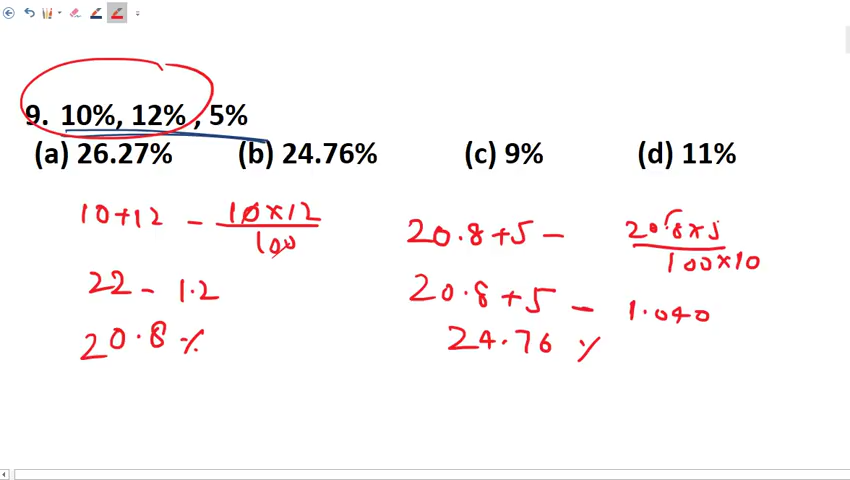 9. 10%, 12% , 5%
(a) 26.27% (b) 24.76% (c) 9% (d) 11%
10+12 - 10×12/100
22 - 1.2
20.8 %
20.8+5 - 20.8×5/100×10
20.8+5 - 1.040
24.76 %